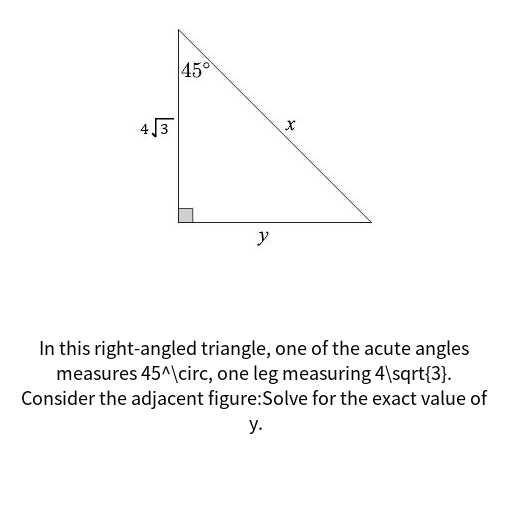 45°
4√3
x
y
In this right-angled triangle, one of the acute angles
measures 45^\circ, one leg measuring 4\sqrt{3}.
Consider the adjacent figure:Solve for the exact value of
y.